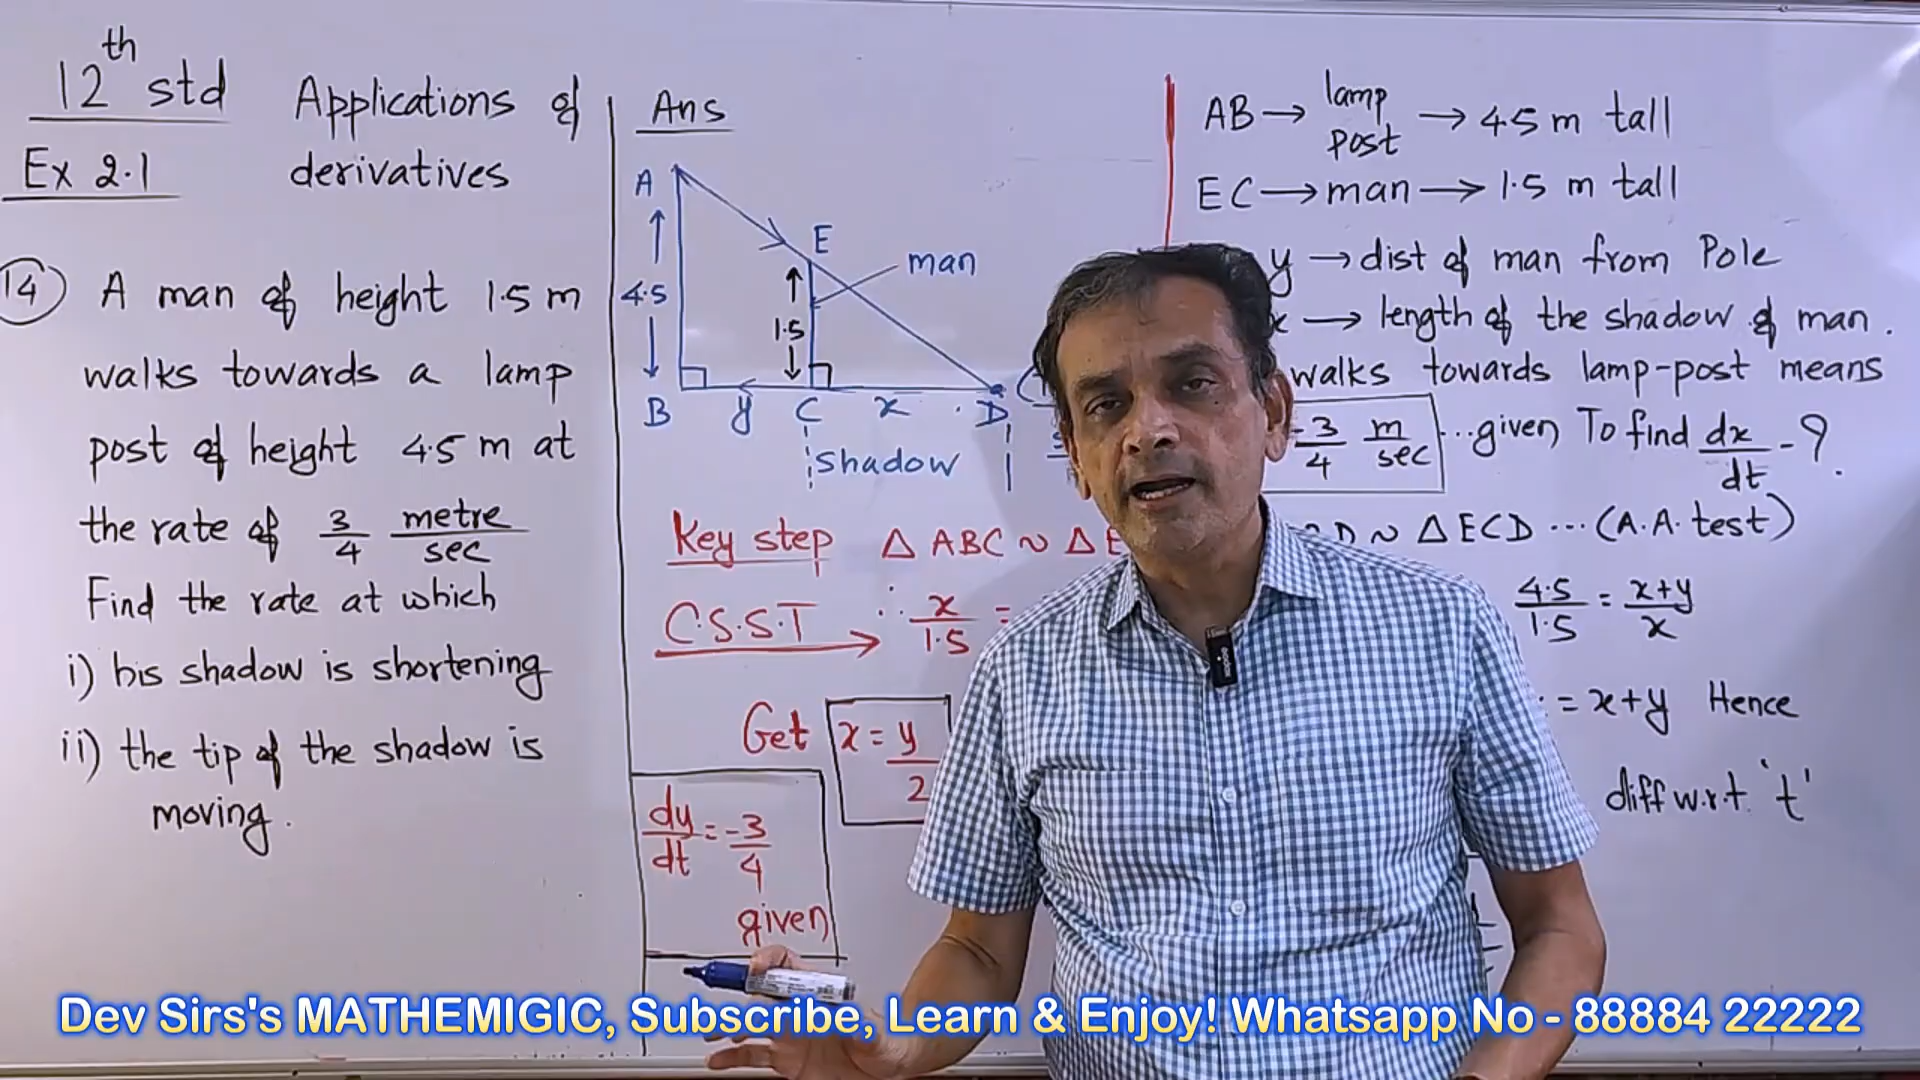 12th std
Applications of
derivatives
Ex 2.1
14 A man of height 1.5 m
walks towards a lamp
post of height 4.5 m at
the rate of 3/4 metre/sec
Find the rate at which
i) his shadow is shortening
ii) the tip of the shadow is
moving.
Ans
A
E
man
4.5
1.5
B y C x D
shadow
Key step △ ABC ~ △ E
C.S.S.T → ∴ x/1.5 =
Get x = y/2
dy/dt = -3/4
given
AB → lamp post → 4.5 m tall
EC → man → 1.5 m tall
y → dist of man from Pole
x → length of the shadow of man.
walks towards lamp-post means
-3/4 m/sec ...given To find dx/dt - ?
D ~ △ ECD ... (A.A. test)
4.5/1.5 = x+y/x
= x+y Hence
diff w.r.t. 't'
Dev Sirs's MATHEMIGIC, Subscribe, Learn & Enjoy! Whatsapp No - 88884 22222